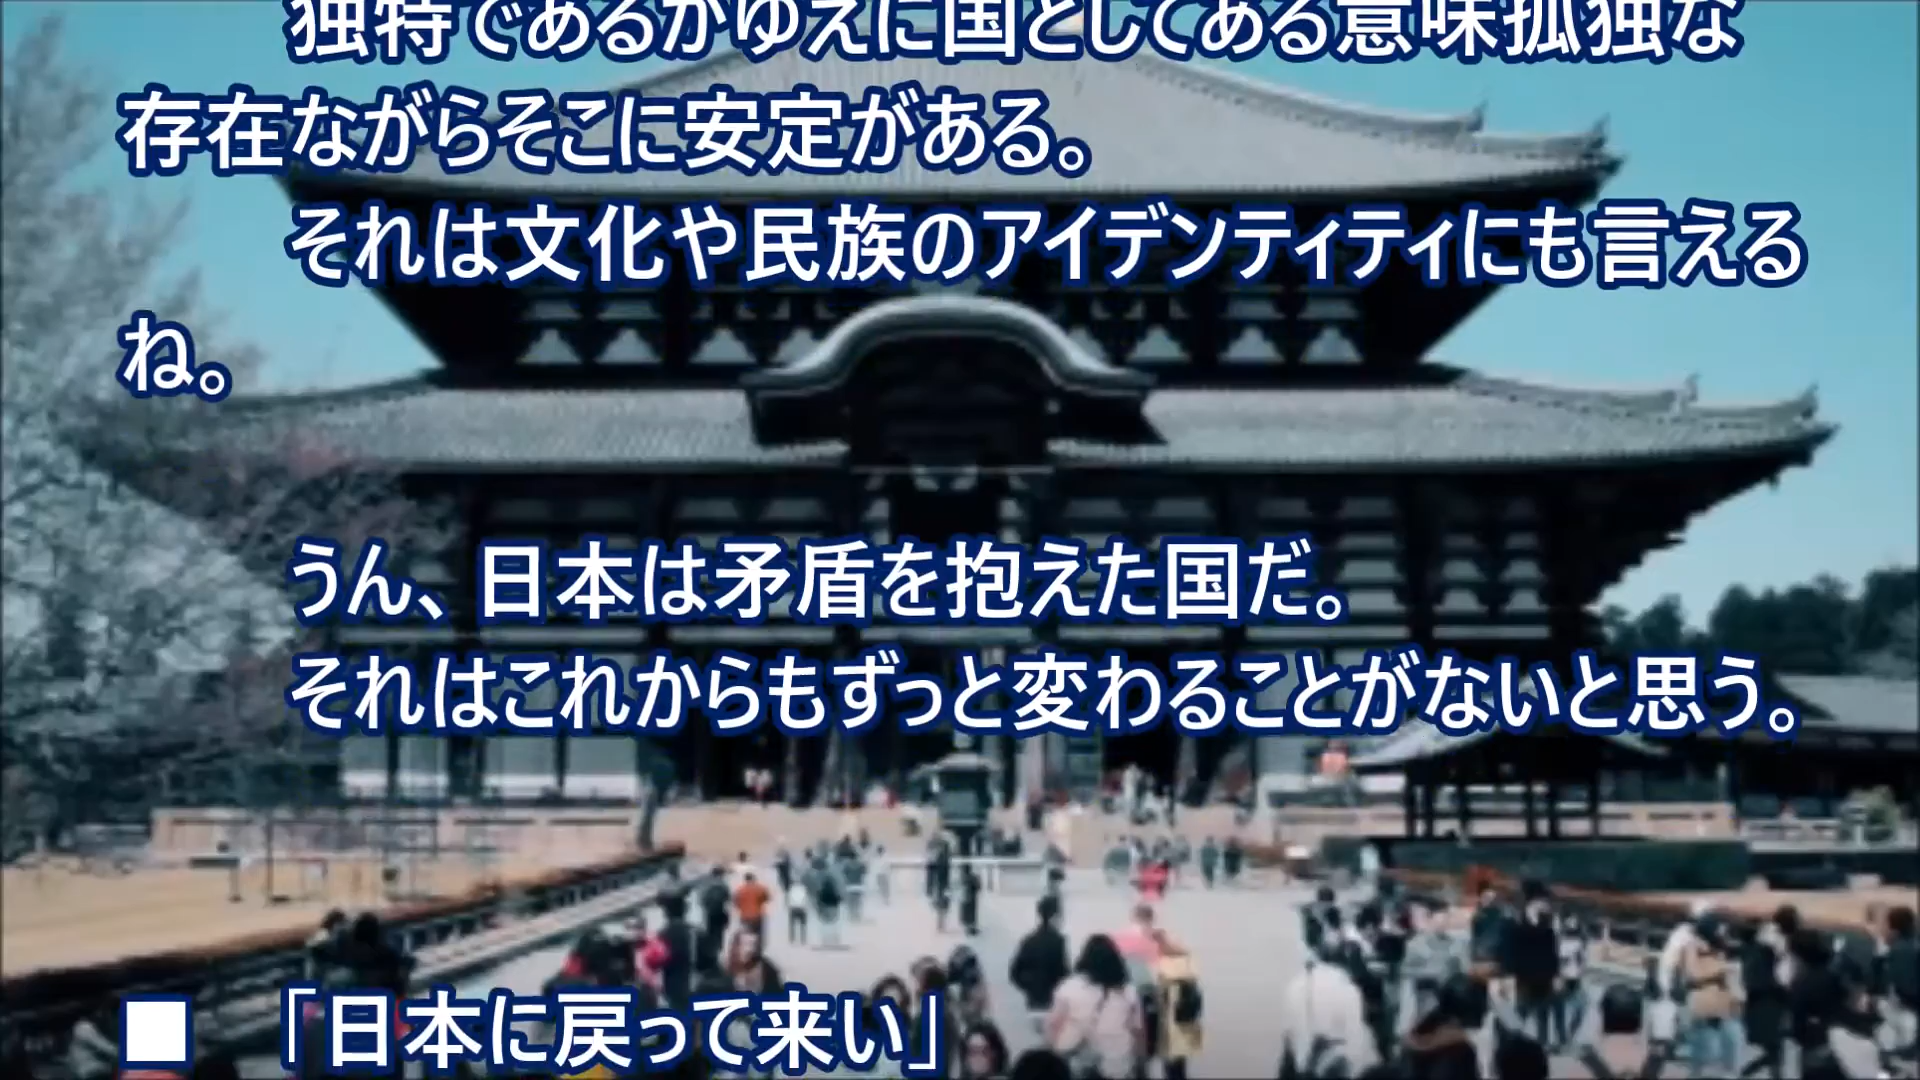 独特であるがゆえに国としてある意味孤独な
存在ながらそこに安定がある。
それは文化や民族のアイデンティティにも言える
ね。
うん、日本は矛盾を抱えた国だ。
それはこれからもずっと変わることがないと思う。
■ 「日本に戻って来い」